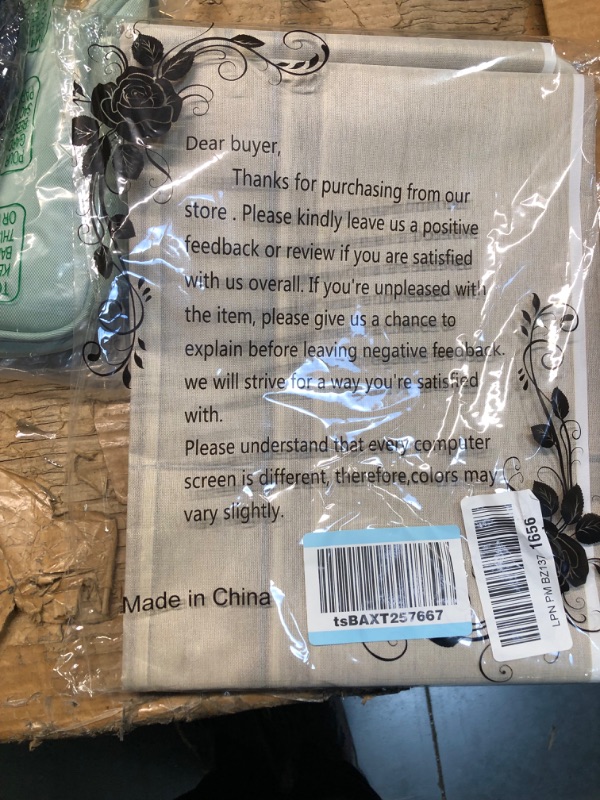 Dear buyer,
Thanks for purchasing from our
store . Please kindly leave us a positive
feedback or review if you are satisfied
with us overall. If you're unpleased with
the item, please give us a chance to
explain before leaving negative feedback.
we will strive for a way you're satisfied
with.
Please understand that every computer
screen is different, therefore,colors may
vary slightly.
Made in China
tsBAXT257667
LPN PM BZ137 1656